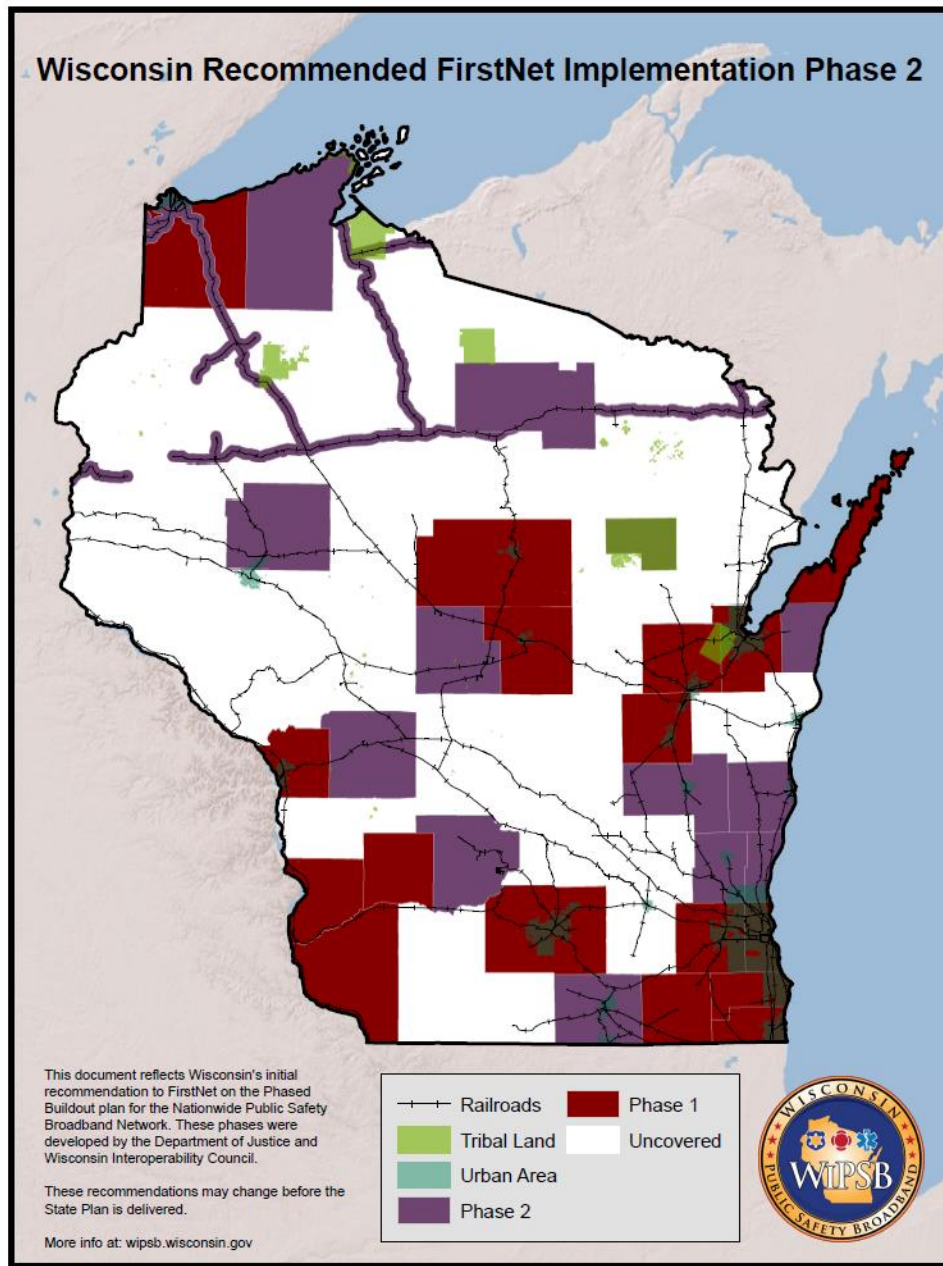 Wisconsin Recommended FirstNet Implementation Phase 2
This document reflects Wisconsin's initial
recommendation to FirstNet on the Phased
Buildout plan for the Nationwide Public Safety
Broadband Network. These phases were
developed by the Department of Justice and
Wisconsin Interoperability Council.
These recommendations may change before the
State Plan is delivered.
More info at: wipsb.wisconsin.gov
Railroads
Tribal Land
Urban Area
Phase 2
Phase 1
Uncovered
WISCONSIN
WIPSB
PUBLIC SAFETY BROADBAND